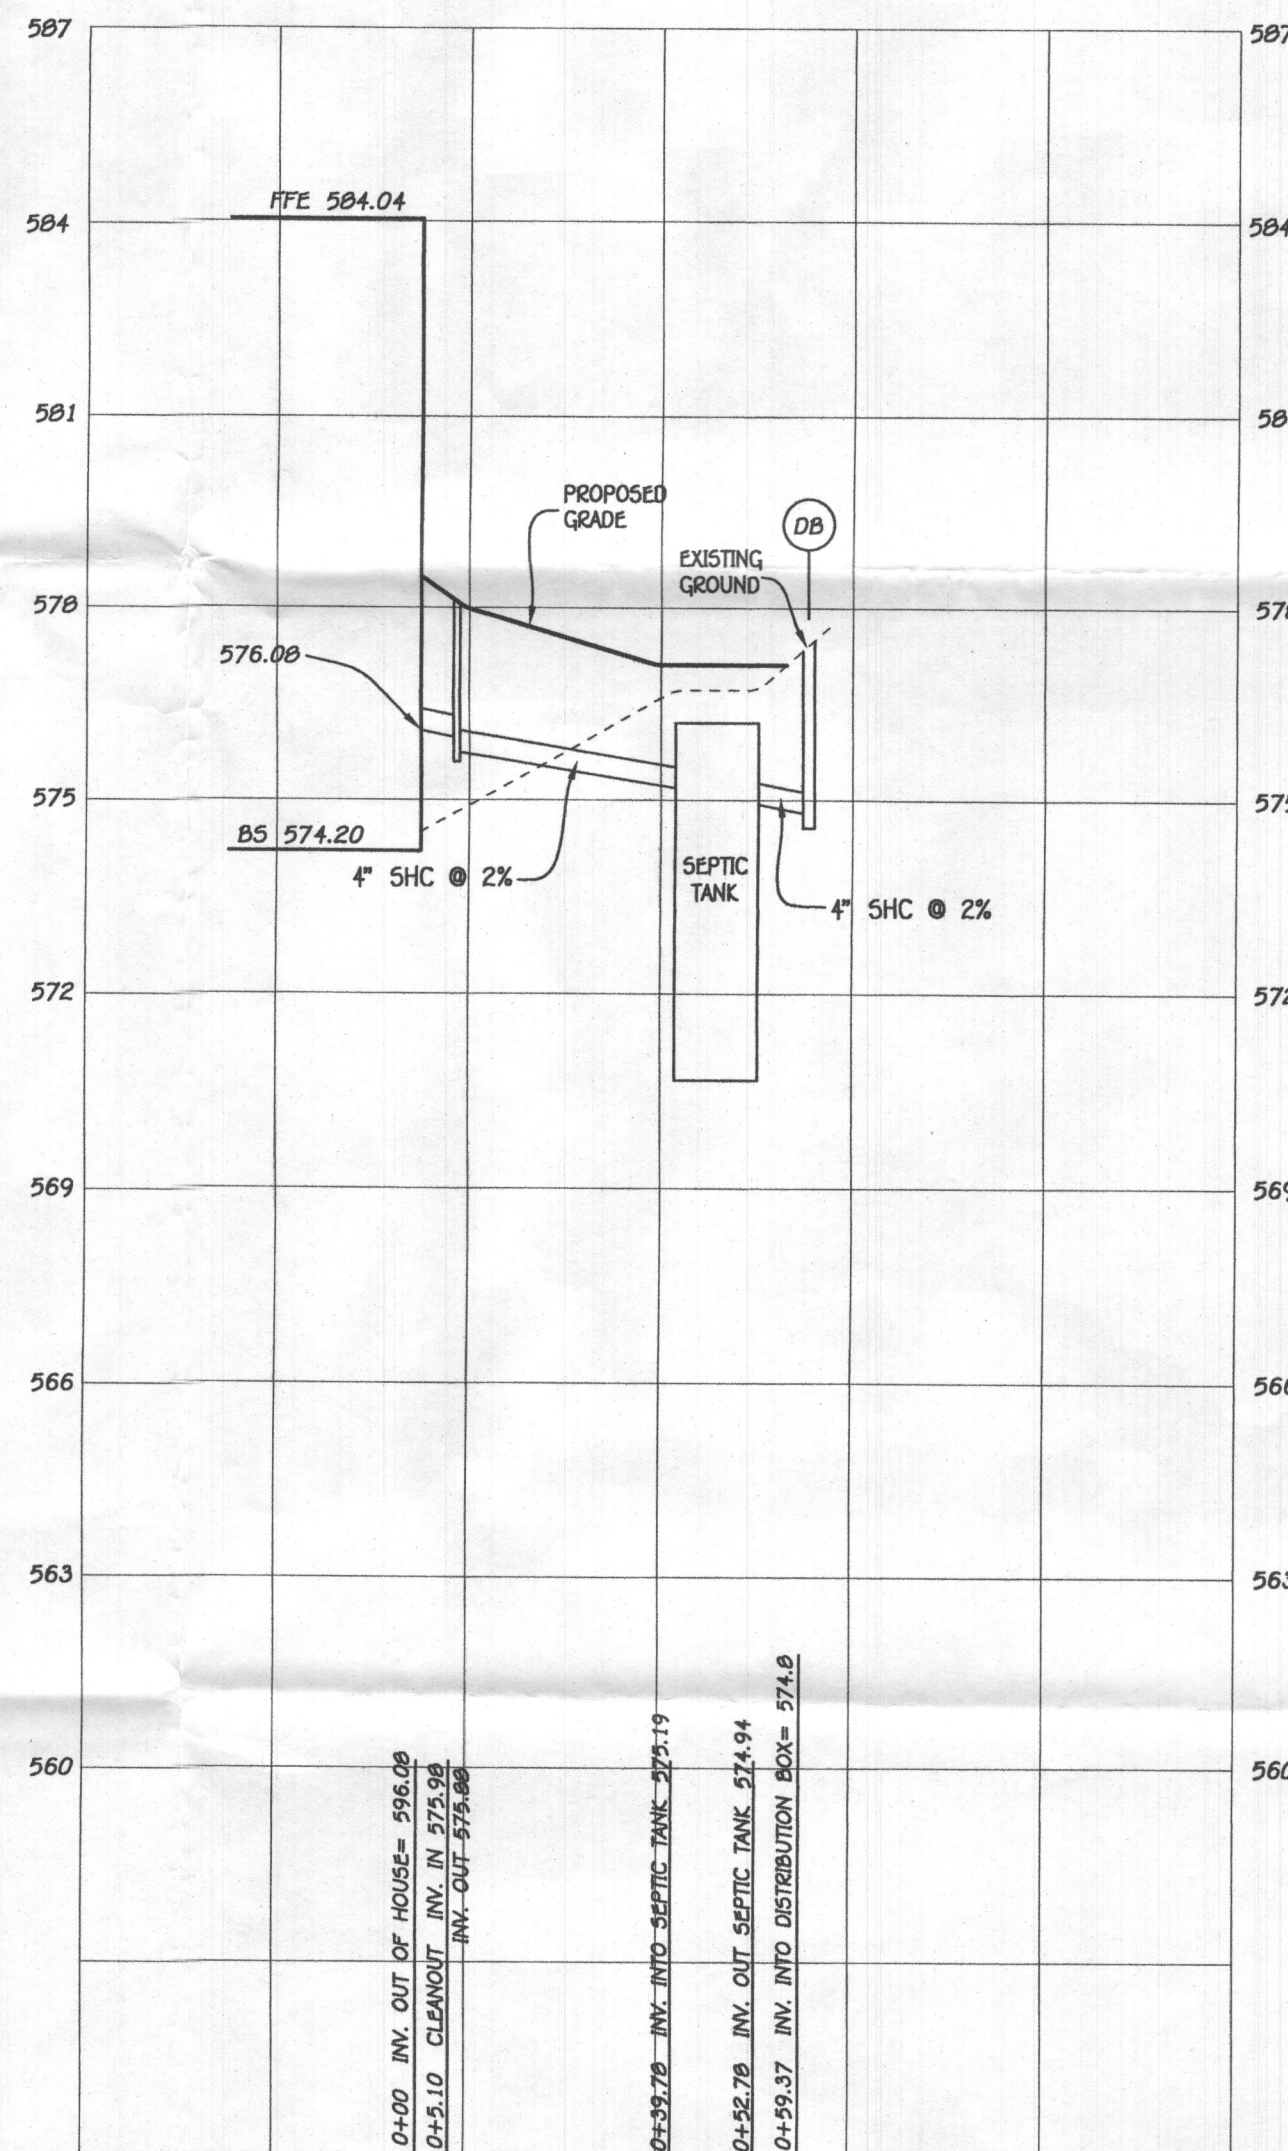 587
587
FFE 584.04
584
584
581
58
PROPOSED
GRADE
DB
EXISTING
GROUND
578
578
576.08
575
575
BS 574.20
4" SHC @ 2%
SEPTIC
TANK
4" SHC @ 2%
572
572
569
569
566
566
563
563
560
560
0+00 INV. OUT OF HOUSE= 596.08
0+5.10 CLEANOUT INV. IN 575.98
INV. OUT 575.88
0+39.78 INV. INTO SEPTIC TANK 575.19
0+52.78 INV. OUT SEPTIC TANK 574.94
0+59.37 INV. INTO DISTRIBUTION BOX= 574.8